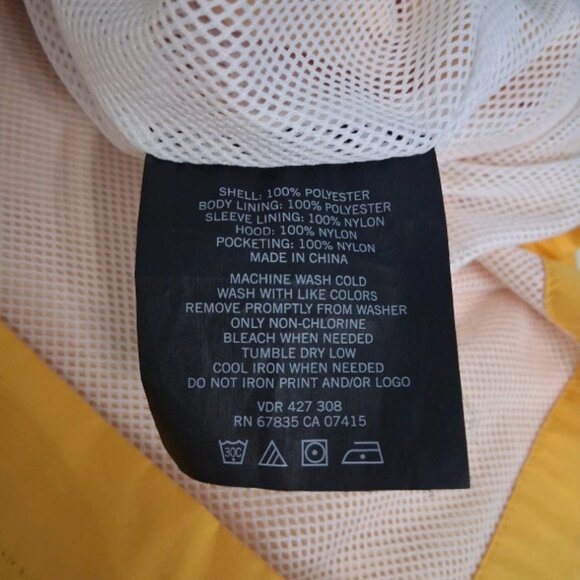 SHELL: 100% POLYESTER
BODY LINING: 100% POLYESTER
SLEEVE LINING: 100% NYLON
HOOD: 100% NYLON
POCKETING: 100% NYLON
MADE IN CHINA
MACHINE WASH COLD
WASH WITH LIKE COLORS
REMOVE PROMPTLY FROM WASHER
ONLY NON-CHLORINE
BLEACH WHEN NEEDED
TUMBLE DRY LOW
COOL IRON WHEN NEEDED
DO NOT IRON PRINT AND/OR LOGO
VDR 427 308
RN 67835 CA 07415
30C